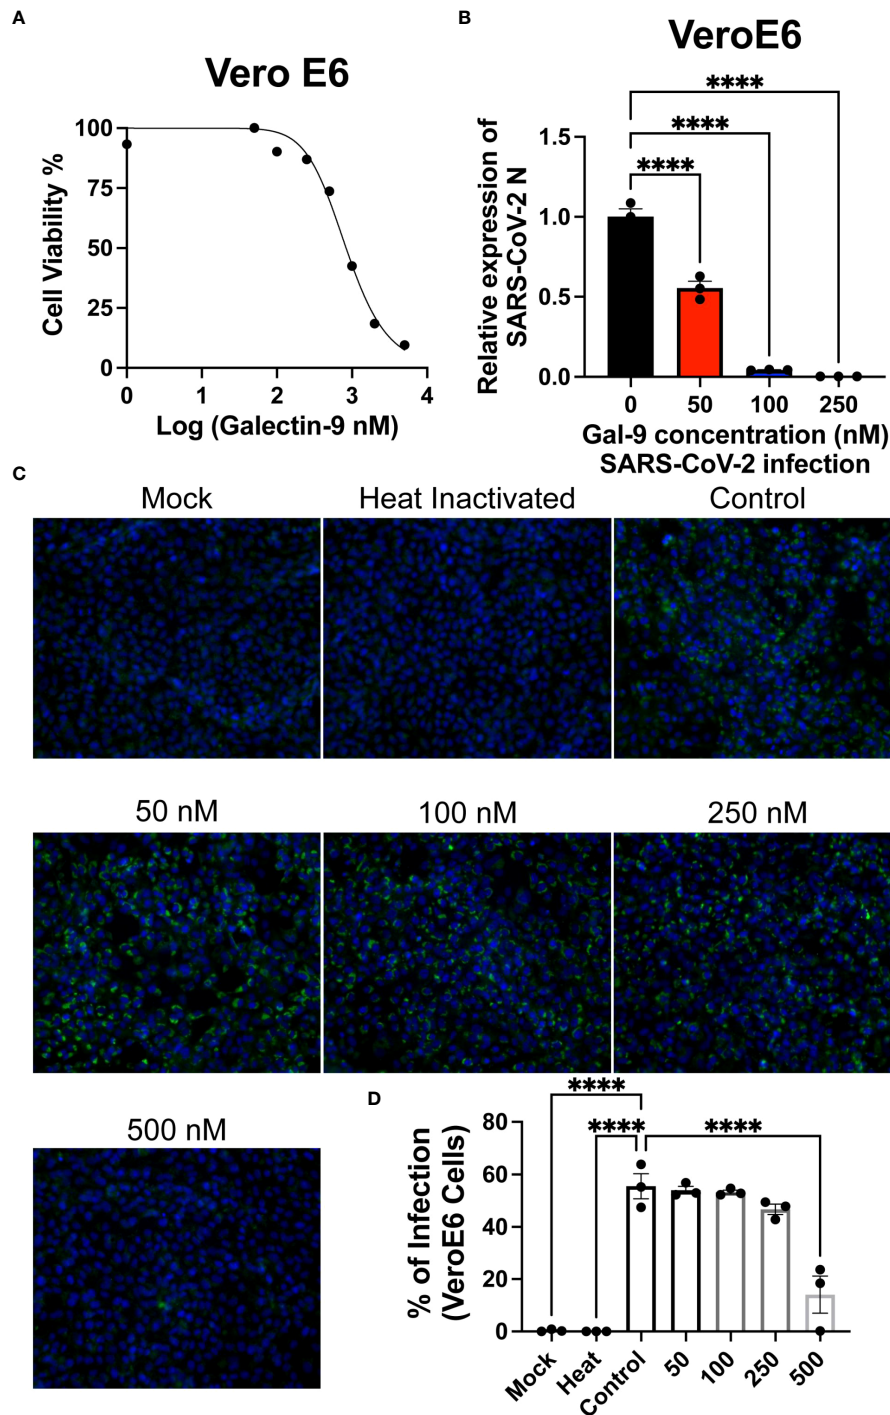 A
Vero E6
Cell Viability %
100
75
50
25
0
0
1
2
3
4
Log (Galectin-9 nM)
B
VeroE6
****
****
****
Relative expression of
SARS-CoV-2 N
1.5
1.0
0.5
0.0
0
50
100
250
Gal-9 concentration (nM)
SARS-CoV-2 infection
C
Mock
Heat Inactivated
Control
50 nM
100 nM
250 nM
500 nM
D
****
****
****
% of Infection
(VeroE6 Cells)
80
60
40
20
0
Mock
Heat
Control
50
100
250
500